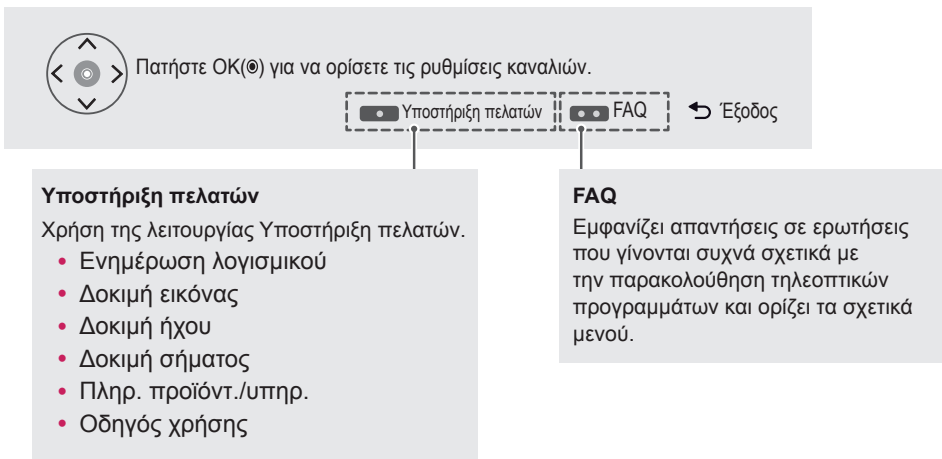 Πατήστε OK(◉) για να ορίσετε τις ρυθμίσεις καναλιών.
Υποστήριξη πελατών FAQ Έξοδος
Υποστήριξη πελατών
Χρήση της λειτουργίας Υποστήριξη πελατών.
• Ενημέρωση λογισμικού
• Δοκιμή εικόνας
• Δοκιμή ήχου
• Δοκιμή σήματος
• Πληρ. προϊόντ./υπηρ.
• Οδηγός χρήσης
FAQ
Εμφανίζει απαντήσεις σε ερωτήσεις
που γίνονται συχνά σχετικά με
την παρακολούθηση τηλεοπτικών
προγραμμάτων και ορίζει τα σχετικά
μενού.